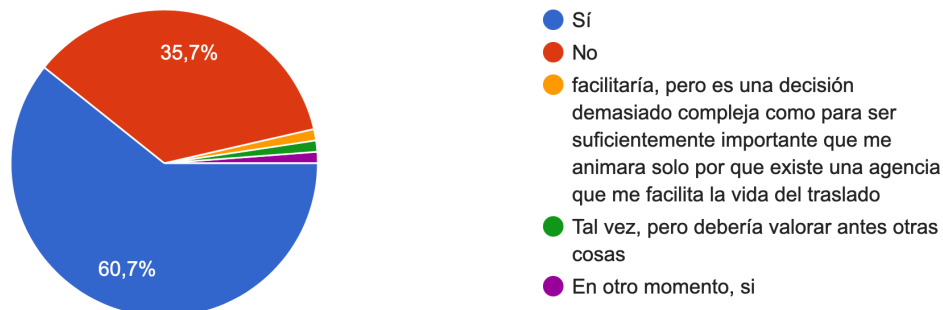 35,7%
60,7%
Sí
No
facilitaría, pero es una decisión
demasiado compleja como para ser
suficientemente importante que me
animara solo por que existe una agencia
que me facilita la vida del traslado
Tal vez, pero debería valorar antes otras
cosas
En otro momento, si